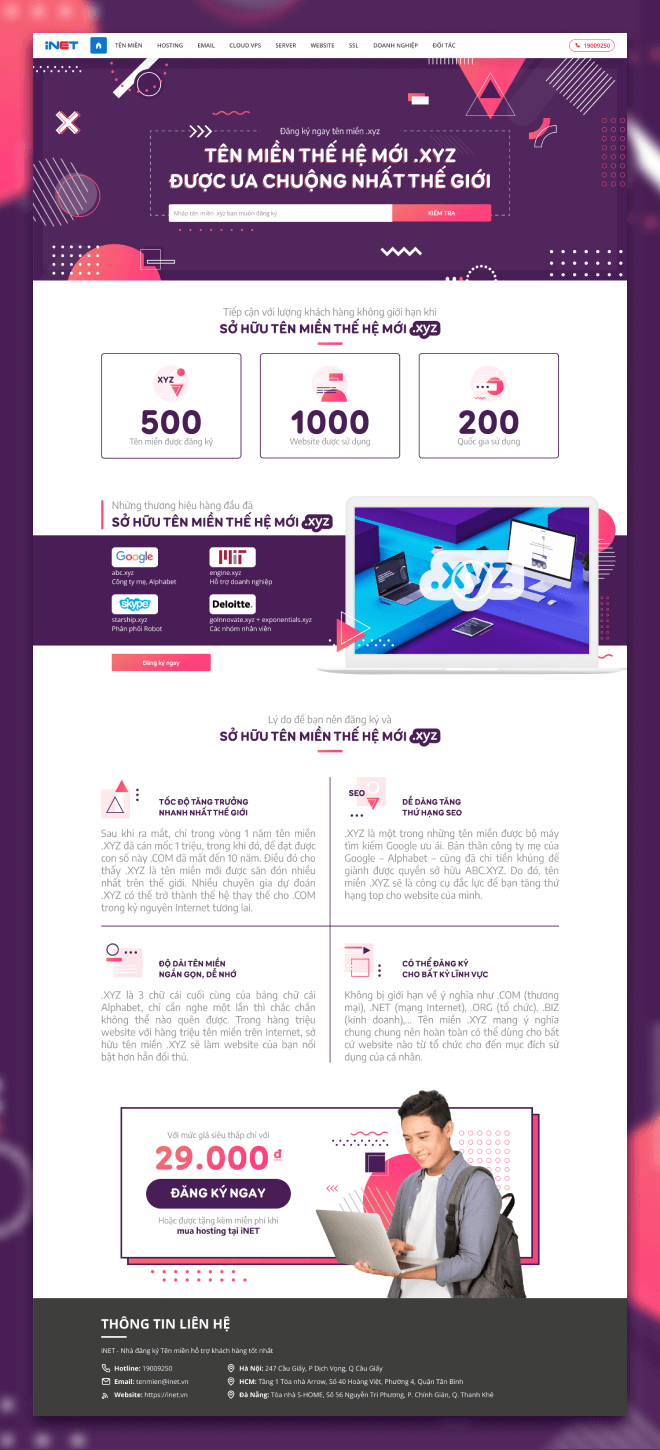 iNET
TÊN MIỀN HOSTING EMAIL CLOUD VPS SERVER WEBSITE SSL DOANH NGHIỆP ĐỐI TÁC 19009250
Đăng ký ngay tên miền .xyz
TÊN MIỀN THẾ HỆ MỚI .XYZ
ĐƯỢC ƯA CHUỘNG NHẤT THẾ GIỚI
Nhập tên miền .xyz bạn muốn đăng ký KIỂM TRA
Tiếp cận với lượng khách hàng không giới hạn khi
SỞ HỮU TÊN MIỀN THẾ HỆ MỚI .xyz
XYZ
500
Tên miền được đăng ký
1000
Website được sử dụng
200
Quốc gia sử dụng
Những thương hiệu hàng đầu đã
SỞ HỮU TÊN MIỀN THẾ HỆ MỚI .xyz
Google
abc.xyz
Công ty mẹ, Alphabet
MIT
engine.xyz
Hỗ trợ doanh nghiệp
skype
starship.xyz
Phân phối Robot
Deloitte.
goinnovate.xyz + exponentials.xyz
Các nhóm nhân viên
Đăng ký ngay
.xyz
Lý do để bạn nên đăng ký và
SỞ HỮU TÊN MIỀN THẾ HỆ MỚI .xyz
TỐC ĐỘ TĂNG TRƯỞNG
NHANH NHẤT THẾ GIỚI
Sau khi ra mắt, chỉ trong vòng 1 năm tên miền
.XYZ đã cán mốc 1 triệu, trong khi đó, để đạt được
con số này .COM đã mất đến 10 năm. Điều đó cho
thấy .XYZ là tên miền mới được săn đón nhiều
nhất trên thế giới. Nhiều chuyên gia dự đoán
.XYZ có thể trở thành thế hệ thay thế cho .COM
trong kỷ nguyên Internet tương lai.
SEO
DỄ DÀNG TĂNG
THỨ HẠNG SEO
.XYZ là một trong những tên miền được bộ máy
tìm kiếm Google ưu ái. Bản thân công ty mẹ của
Google – Alphabet – cũng đã chi tiền khủng để
giành được quyền sở hữu ABC.XYZ. Do đó, tên
miền .XYZ sẽ là công cụ đắc lực để bạn tăng thứ
hạng top cho website của mình.
ĐỘ DÀI TÊN MIỀN
NGẮN GỌN, DỄ NHỚ
.XYZ là 3 chữ cái cuối cùng của bảng chữ cái
Alphabet, chỉ cần nghe một lần thì chắc chắn
không thể nào quên được. Trong hàng triệu
website với hàng triệu tên miền trên Internet, sở
hữu tên miền .XYZ sẽ làm website của bạn nổi
bật hơn hẳn đối thủ.
CÓ THỂ ĐĂNG KÝ
CHO BẤT KỲ LĨNH VỰC
Không bị giới hạn về ý nghĩa như .COM (thương
mại), .NET (mạng Internet), .ORG (tổ chức), .BIZ
(kinh doanh),... Tên miền .XYZ mang ý nghĩa
chung chung nên hoàn toàn có thể dùng cho bất
cứ website nào từ tổ chức cho đến mục đích sử
dụng của cá nhân.
Với mức giá siêu thấp chỉ với
29.000 đ
ĐĂNG KÝ NGAY
Hoặc được tặng kèm miễn phí khi
mua hosting tại iNET
THÔNG TIN LIÊN HỆ
iNET - Nhà đăng ký Tên miền hỗ trợ khách hàng tốt nhất
Hotline: 19009250
Email: tenmien@inet.vn
Website: https://inet.vn
Hà Nội: 247 Cầu Giấy, P Dịch Vọng, Q Cầu Giấy
HCM: Tầng 1 Tòa nhà Arrow, Số 40 Hoàng Việt, Phường 4, Quận Tân Bình
Đà Nẵng: Tòa nhà S-HOME, Số 56 Nguyễn Tri Phương, P. Chính Gián, Q. Thanh Khê